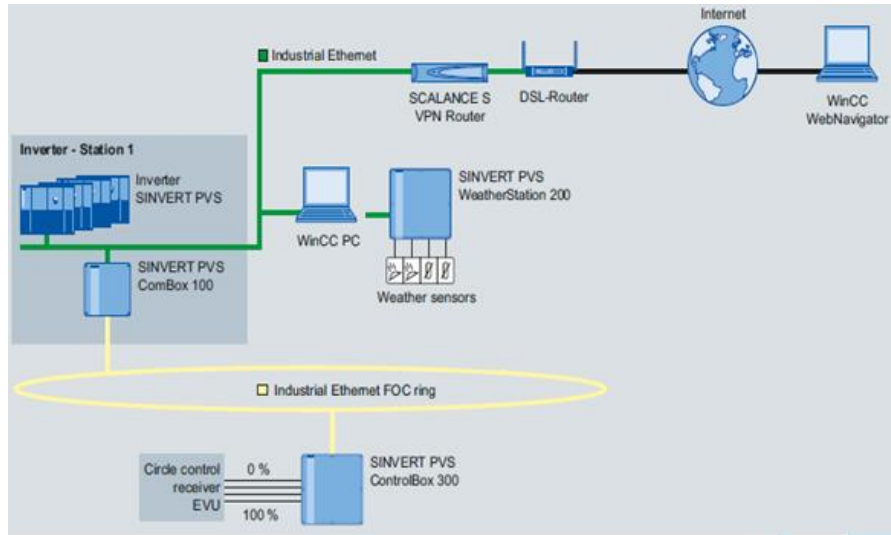 Internet
Industrial Ethernet
SCALANCE S
VPN Router
DSL-Router
WinCC
WebNavigator
Inverter - Station 1
Inverter
SINVERT PVS
SINVERT PVS
WeatherStation 200
WinCC PC
SINVERT PVS
ComBox 100
Weather sensors
Industrial Ethernet FOC ring
Circle control
receiver
EVU
0 %
100 %
SINVERT PVS
ControlBox 300